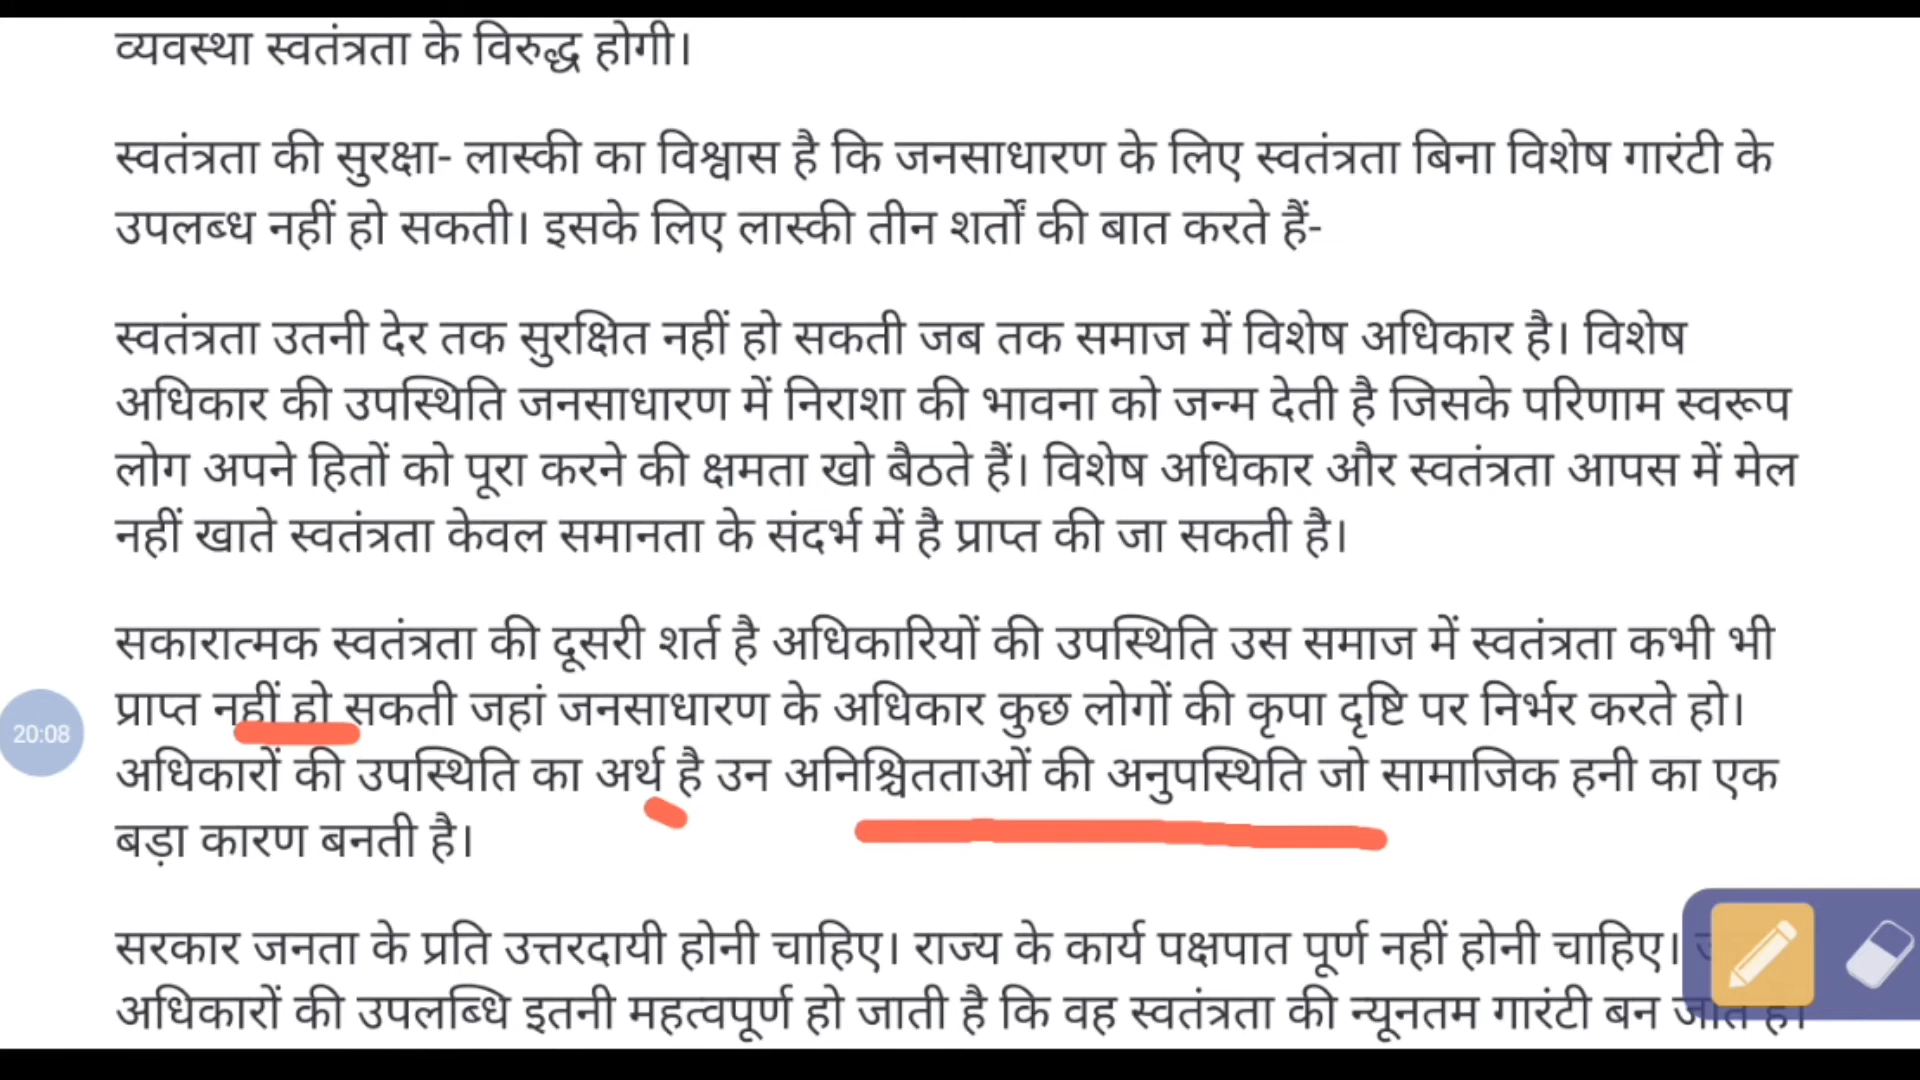 व्यवस्था स्वतंत्रता के विरुद्ध होगी।
स्वतंत्रता की सुरक्षा- लास्की का विश्वास है कि जनसाधारण के लिए स्वतंत्रता बिना विशेष गारंटी के
उपलब्ध नहीं हो सकती। इसके लिए लास्की तीन शर्तों की बात करते हैं-
स्वतंत्रता उतनी देर तक सुरक्षित नहीं हो सकती जब तक समाज में विशेष अधिकार है। विशेष
अधिकार की उपस्थिति जनसाधारण में निराशा की भावना को जन्म देती है जिसके परिणाम स्वरूप
लोग अपने हितों को पूरा करने की क्षमता खो बैठते हैं। विशेष अधिकार और स्वतंत्रता आपस में मेल
नहीं खाते स्वतंत्रता केवल समानता के संदर्भ में है प्राप्त की जा सकती है।
सकारात्मक स्वतंत्रता की दूसरी शर्त है अधिकारियों की उपस्थिति उस समाज में स्वतंत्रता कभी भी
प्राप्त नहीं हो सकती जहां जनसाधारण के अधिकार कुछ लोगों की कृपा दृष्टि पर निर्भर करते हो।
20:08
अधिकारों की उपस्थिति का अर्थ है उन अनिश्चितताओं की अनुपस्थिति जो सामाजिक हनी का एक
बड़ा कारण बनती है।
सरकार जनता के प्रति उत्तरदायी होनी चाहिए। राज्य के कार्य पक्षपात पूर्ण नहीं होनी चाहिए।
अधिकारों की उपलब्धि इतनी महत्वपूर्ण हो जाती है कि वह स्वतंत्रता की न्यूनतम गारंटी बन जाते है।